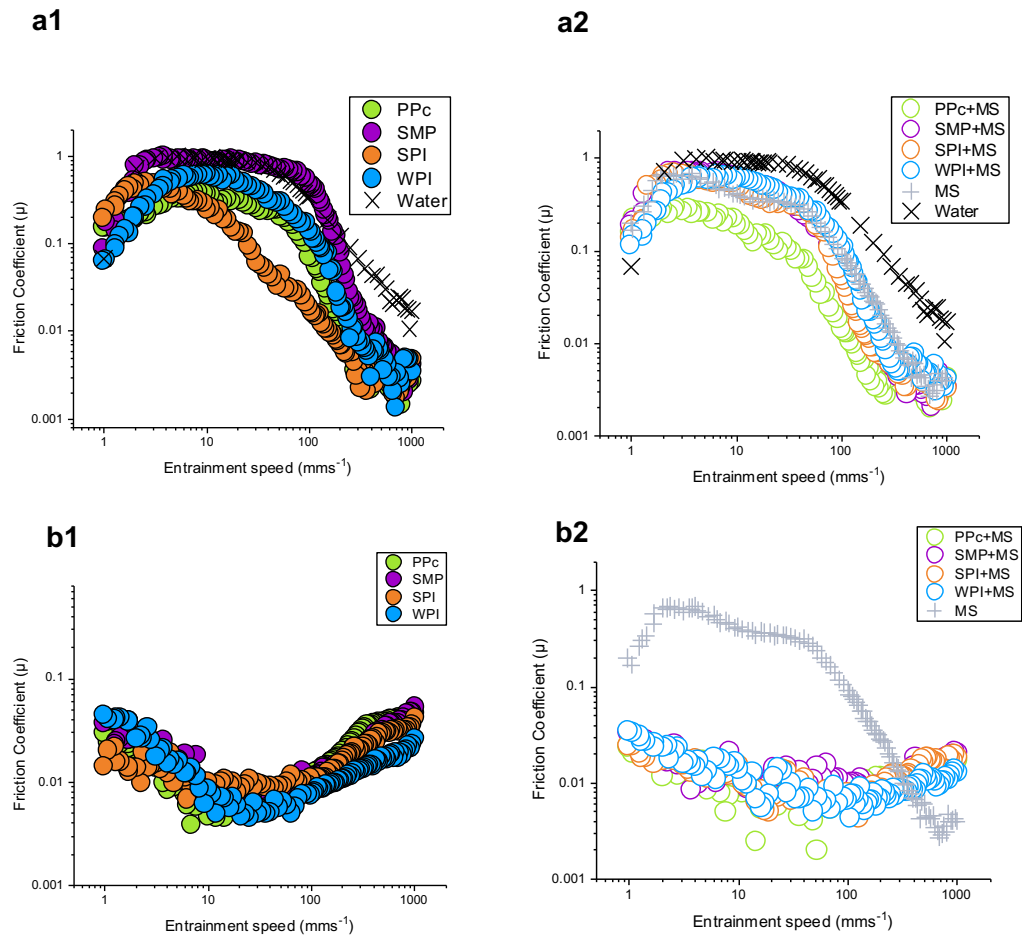 a1
PPc
SMP
SPI
WPI
Water
Friction Coefficient (µ)
1
0.1
0.01
0.001
1
10
100
1000
Entrainment speed (mms⁻¹)
a2
PPc+MS
SMP+MS
SPI+MS
WPI+MS
MS
Water
Friction Coefficient (µ)
1
0.1
0.01
0.001
1
10
100
1000
Entrainment speed (mms⁻¹)
b1
PPc
SMP
SPI
WPI
Friction Coefficient (µ)
0.1
0.01
0.001
1
10
100
1000
Entrainment speed (mms⁻¹)
b2
PPc+MS
SMP+MS
SPI+MS
WPI+MS
MS
Friction Coefficient (µ)
1
0.1
0.01
0.001
1
10
100
1000
Entrainment speed (mms⁻¹)